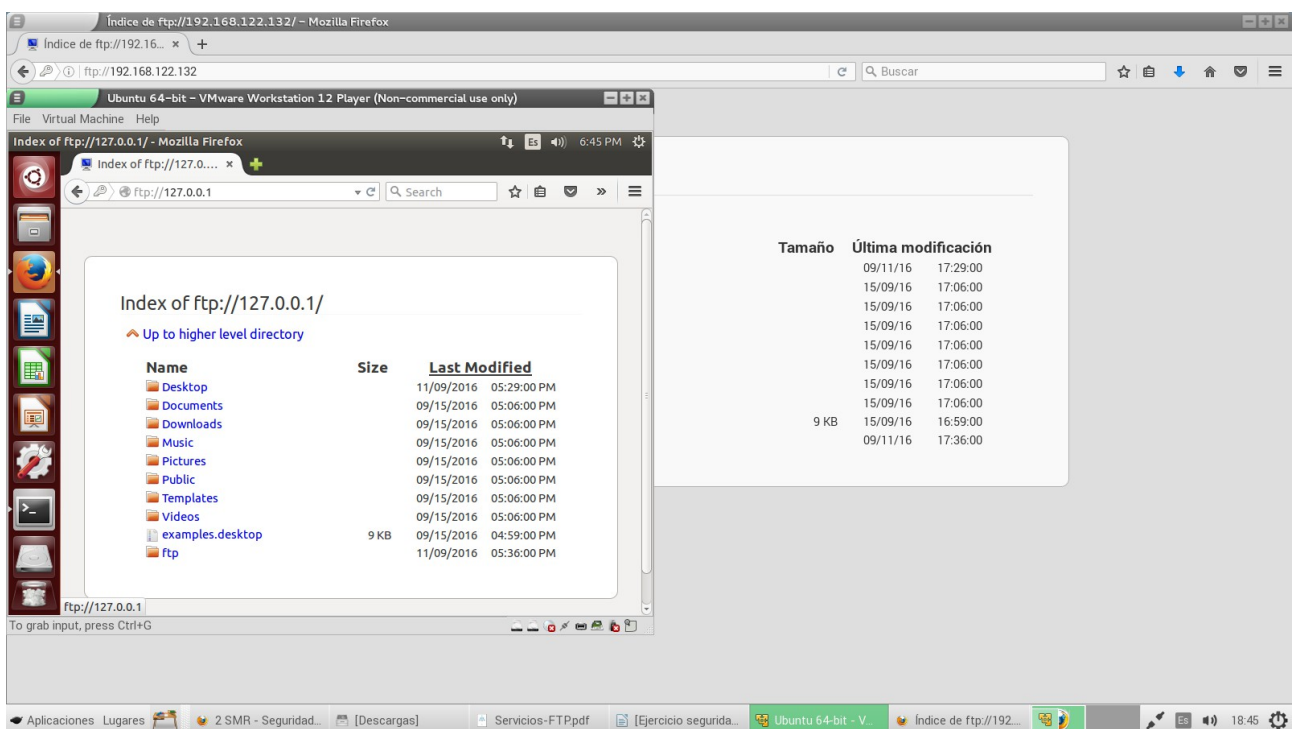 Índice de ftp://192.168.122.132/ – Mozilla Firefox
Índice de ftp://192.16... × +
ftp://192.168.122.132
Buscar
Ubuntu 64-bit – VMware Workstation 12 Player (Non-commercial use only)
File Virtual Machine Help
Index of ftp://127.0.0.1/ - Mozilla Firefox
Es 6:45 PM
Index of ftp://127.0.... ×
ftp://127.0.0.1
Search
Index of ftp://127.0.0.1/
Up to higher level directory
Name Size Last Modified
Desktop 11/09/2016 05:29:00 PM
Documents 09/15/2016 05:06:00 PM
Downloads 09/15/2016 05:06:00 PM
Music 09/15/2016 05:06:00 PM
Pictures 09/15/2016 05:06:00 PM
Public 09/15/2016 05:06:00 PM
Templates 09/15/2016 05:06:00 PM
Videos 09/15/2016 05:06:00 PM
examples.desktop 9 KB 09/15/2016 04:59:00 PM
ftp 11/09/2016 05:36:00 PM
ftp://127.0.0.1
To grab input, press Ctrl+G
Tamaño Última modificación
09/11/16 17:29:00
15/09/16 17:06:00
15/09/16 17:06:00
15/09/16 17:06:00
15/09/16 17:06:00
15/09/16 17:06:00
15/09/16 17:06:00
15/09/16 17:06:00
9 KB 15/09/16 16:59:00
09/11/16 17:36:00
Aplicaciones Lugares 2 SMR - Seguridad... [Descargas] Servicios-FTP.pdf [Ejercicio segurida... Ubuntu 64-bit - V... Índice de ftp://192... Es 18:45